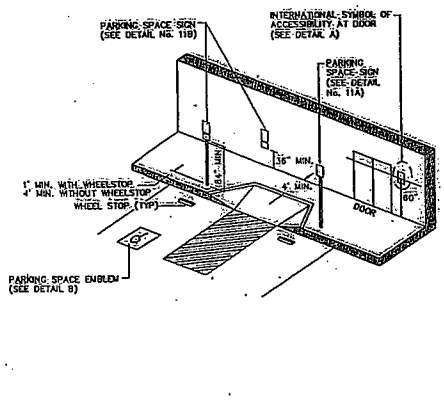 PARKING SPACE SIGN
(SEE DETAIL NO. 11B)
INTERNATIONAL SYMBOL OF
ACCESSIBILITY AT DOOR
(SEE DETAIL A)
PARKING
SPACE SIGN
(SEE DETAIL
NO. 11A)
36" MIN.
1" MIN. WITH WHEELSTOP
4' MIN. WITHOUT WHEELSTOP
WHEEL STOP (TYP)
84" MIN.
4' MIN.
DOOR
60"
PARKING SPACE EMBLEM
(SEE DETAIL B)